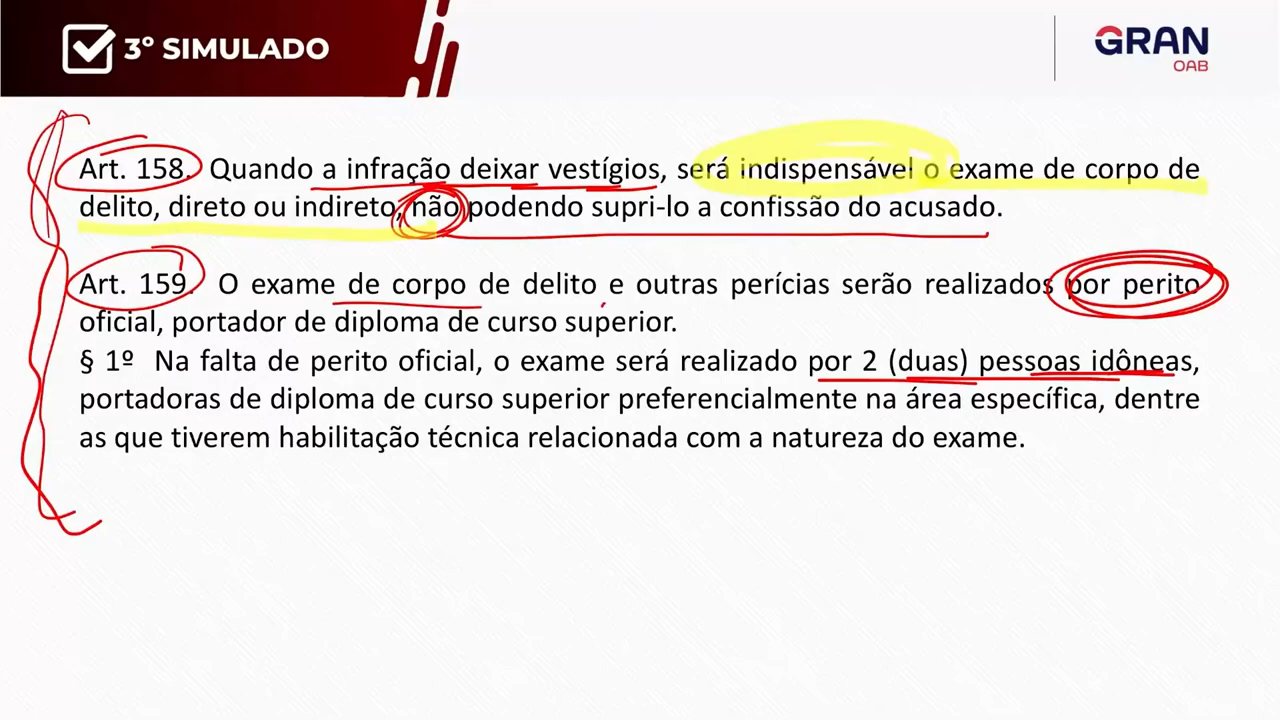 3º SIMULADO
GRAN
OAB
Art. 158. Quando a infração deixar vestígios, será indispensável o exame de corpo de
delito, direto ou indireto, não podendo supri-lo a confissão do acusado.
Art. 159. O exame de corpo de delito e outras perícias serão realizados por perito
oficial, portador de diploma de curso superior.
§ 1º Na falta de perito oficial, o exame será realizado por 2 (duas) pessoas idôneas,
portadoras de diploma de curso superior preferencialmente na área específica, dentre
as que tiverem habilitação técnica relacionada com a natureza do exame.